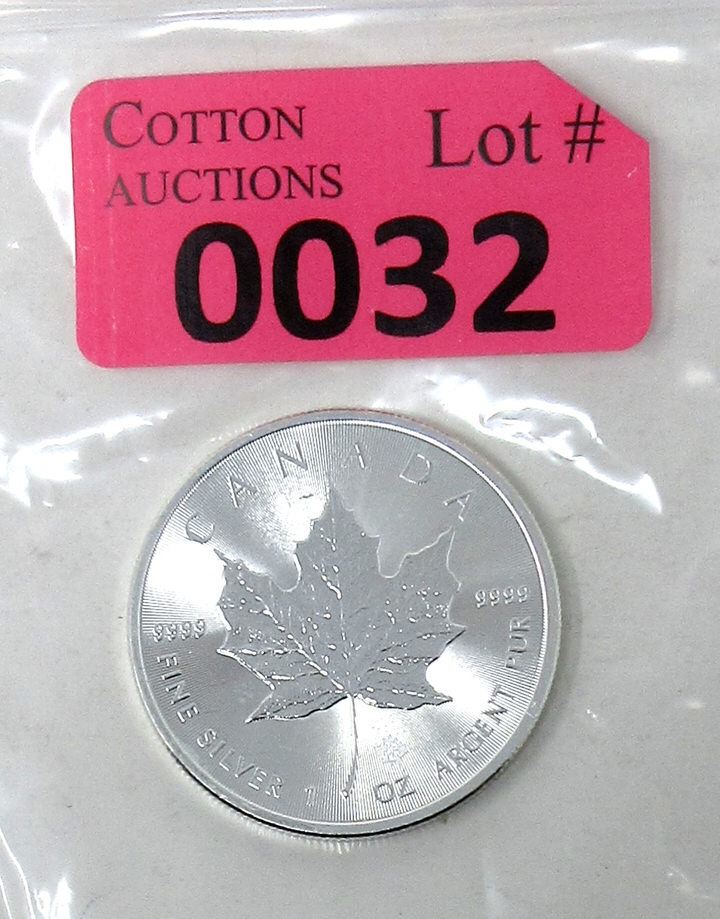 COTTON
AUCTIONS
Lot #
0032
CANADA
9999
9999
FINE SILVER 1 OZ ARGENT PUR